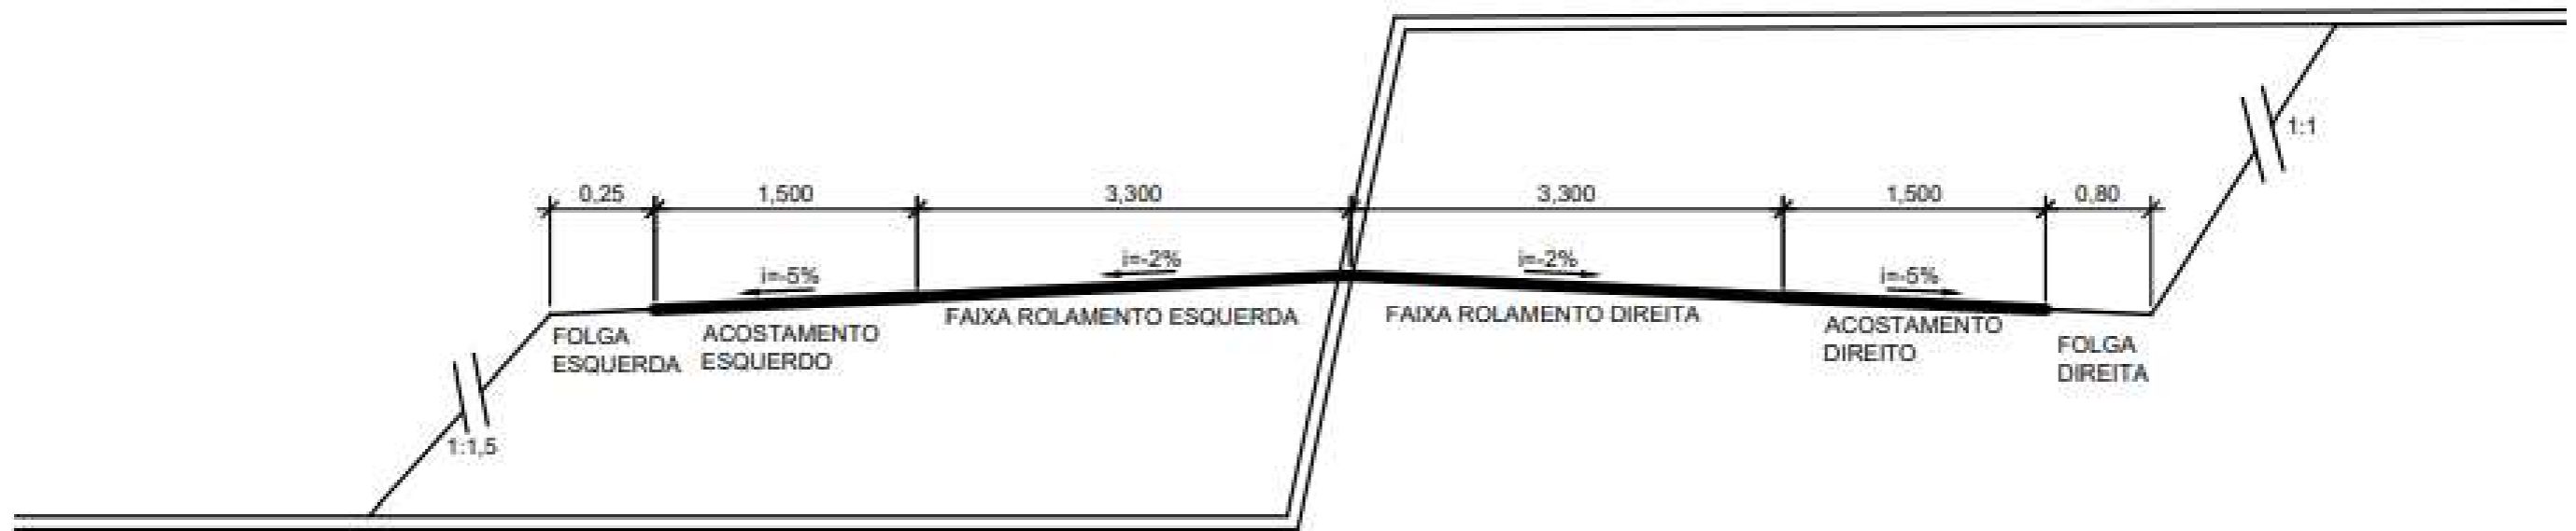 1:1
0,25
1,500
3,300
3,300
1,500
0,80
i=-5%
i=-2%
i=-2%
i=-5%
FOLGA
ESQUERDA
ACOSTAMENTO
ESQUERDO
FAIXA ROLAMENTO ESQUERDA
FAIXA ROLAMENTO DIREITA
ACOSTAMENTO
DIREITO
FOLGA
DIREITA
1:1,5